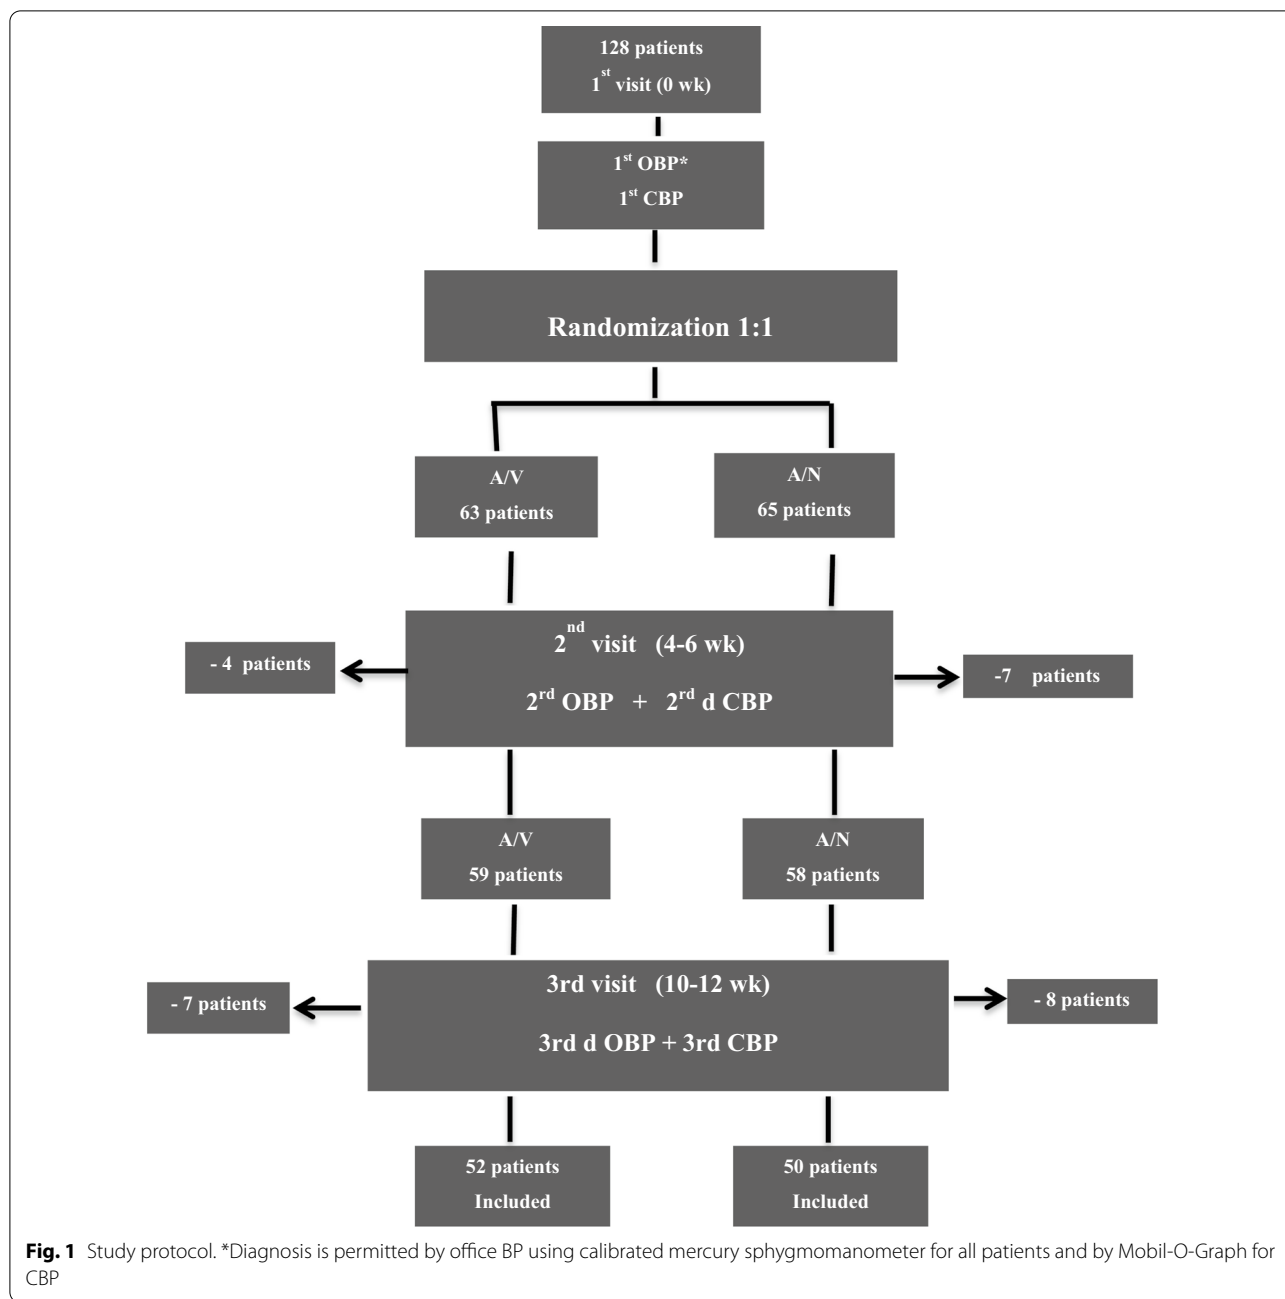 128 patients
1st visit (0 wk)
1st OBP*
1st CBP
Randomization 1:1
A/V
63 patients
A/N
65 patients
2nd visit (4-6 wk)
2rd OBP + 2rd d CBP
- 4 patients
-7 patients
A/V
59 patients
A/N
58 patients
3rd visit (10-12 wk)
3rd d OBP + 3rd CBP
- 7 patients
- 8 patients
52 patients
Included
50 patients
Included
Fig. 1 Study protocol. *Diagnosis is permitted by office BP using calibrated mercury sphygmomanometer for all patients and by Mobil-O-Graph for
CBP